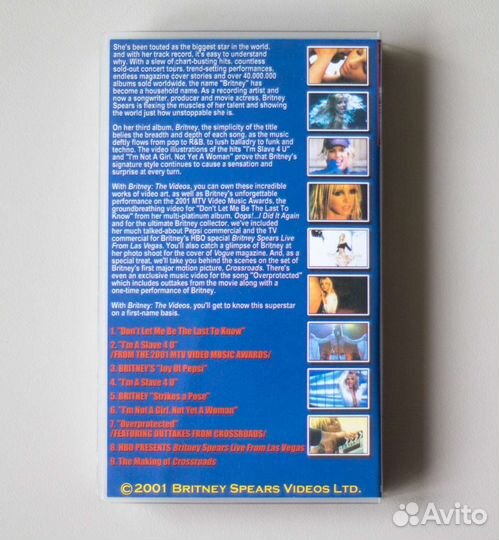 She's been touted as the biggest star in the world,
and with her track record, it's easy to understand
why. With a slew of chart-busting hits, countless
sold-out concert tours, trend-setting performances,
endless magazine cover stories and over 40,000,000
albums sold worldwide, the name "Britney" has
become a household name. As a recording artist and
now a songwriter, producer and movie actress, Britney
Spears is flexing the muscles of her talent and showing
the world just how unstoppable she is.
On her third album, Britney, the simplicity of the title
belies the breadth and depth of each song, as the music
deftly flows from pop to R&B, to lush balladry to funk and
techno. The video illustrations of the hits "I'm Slave 4 U"
and "I'm Not A Girl, Not Yet A Woman" prove that Britney's
signature style continues to cause a sensation and
surprise at every turn.
With Britney: The Videos, you can own these incredible
works of video art, as well as Britney's unforgettable
performance on the 2001 MTV Video Music Awards, the
groundbreathing video for "Don't Let Me Be The Last To
Know" from her multi-platinum album, Oops!...I Did It Again
and for the ultimate Britney collector, we've included
her much talked-about Pepsi commercial and the TV
commercial for Britney's HBO special Britney Spears Live
From Las Vegas. You'll also catch a glimpse of Britney at
her photo shoot for the cover of Vogue magazine. And, as a
special treat, we'll take you behind the scenes on the set of
Britney's first major motion picture, Crossroads. There's
even an exclusive music video for the song "Overprotected"
which includes outtakes from the movie along with a
one-time performance of Britney.
With Britney: The Videos, you'll get to know this superstar
on a first-name basis.
1. "Don't Let Me Be The Last To Know"
2. "I'm A Slave 4 U"
/FROM THE 2001 MTV VIDEO MUSIC AWARDS/
3. BRITNEY'S "Joy Of Pepsi"
4. "I'm A Slave 4 U"
5. BRITNEY "Strikes a Pose"
6. "I'm Not A Girl, Not Yet A Woman"
7. "Overprotected"
/FEATURING OUTTAKES FROM CROSSROADS/
8. HBO PRESENTS Britney Spears Live From Las Vegas
9. The Making of Crossroads
©2001 BRITNEY SPEARS VIDEOS LTD.
Avito